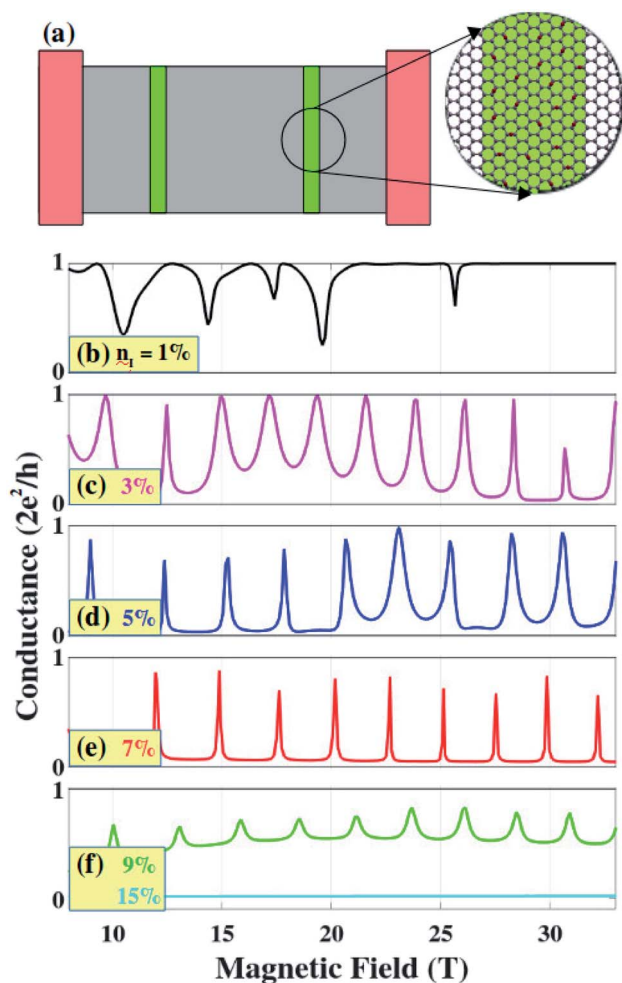 (a)
1
(b) n_I = 1%
0
1
(c) 3%
0
1
(d) 5%
0
1
(e) 7%
0
1
(f) 9%
15%
0
10 15 20 25 30
Magnetic Field (T)
Conductance (2e²/h)